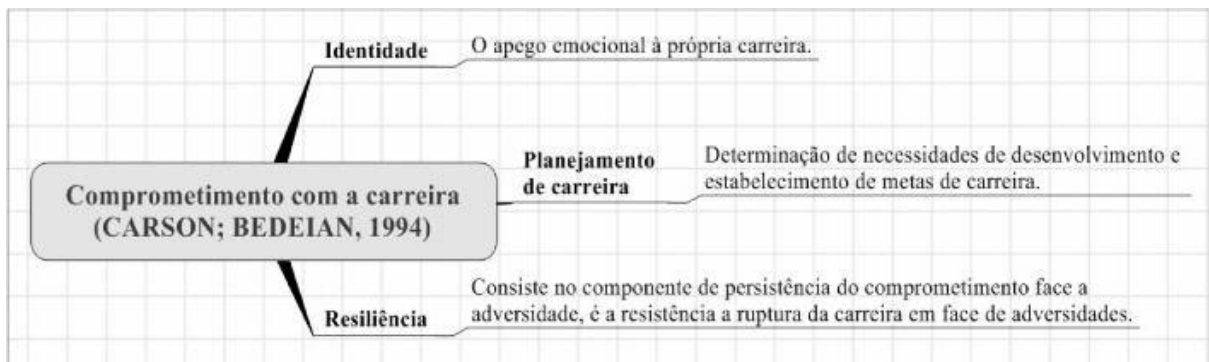 Identidade
O apego emocional à própria carreira.
Comprometimento com a carreira
(CARSON; BEDEIAN, 1994)
Planejamento
de carreira
Determinação de necessidades de desenvolvimento e
estabelecimento de metas de carreira.
Resiliência
Consiste no componente de persistência do comprometimento face a
adversidade, é a resistência a ruptura da carreira em face de adversidades.